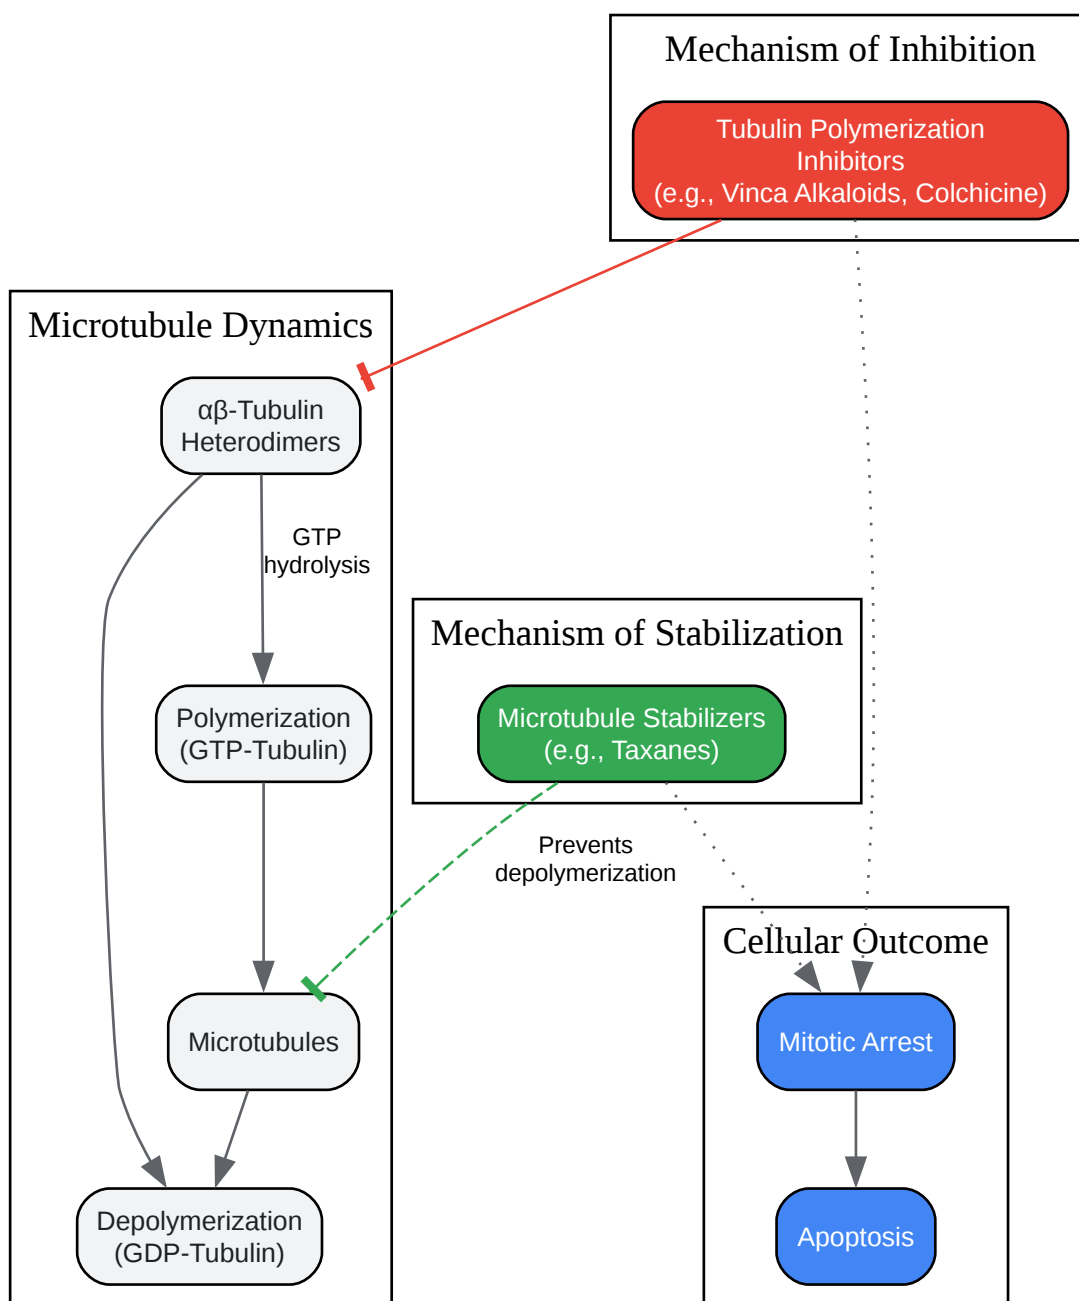 Mechanism of Inhibition
Tubulin Polymerization
Inhibitors
(e.g., Vinca Alkaloids, Colchicine)
Microtubule Dynamics
αβ-Tubulin
Heterodimers
GTP
hydrolysis
Mechanism of Stabilization
Polymerization
(GTP-Tubulin)
Microtubule Stabilizers
(e.g., Taxanes)
Prevents
depolymerization
Cellular Outcome
Microtubules
Mitotic Arrest
Depolymerization
(GDP-Tubulin)
Apoptosis